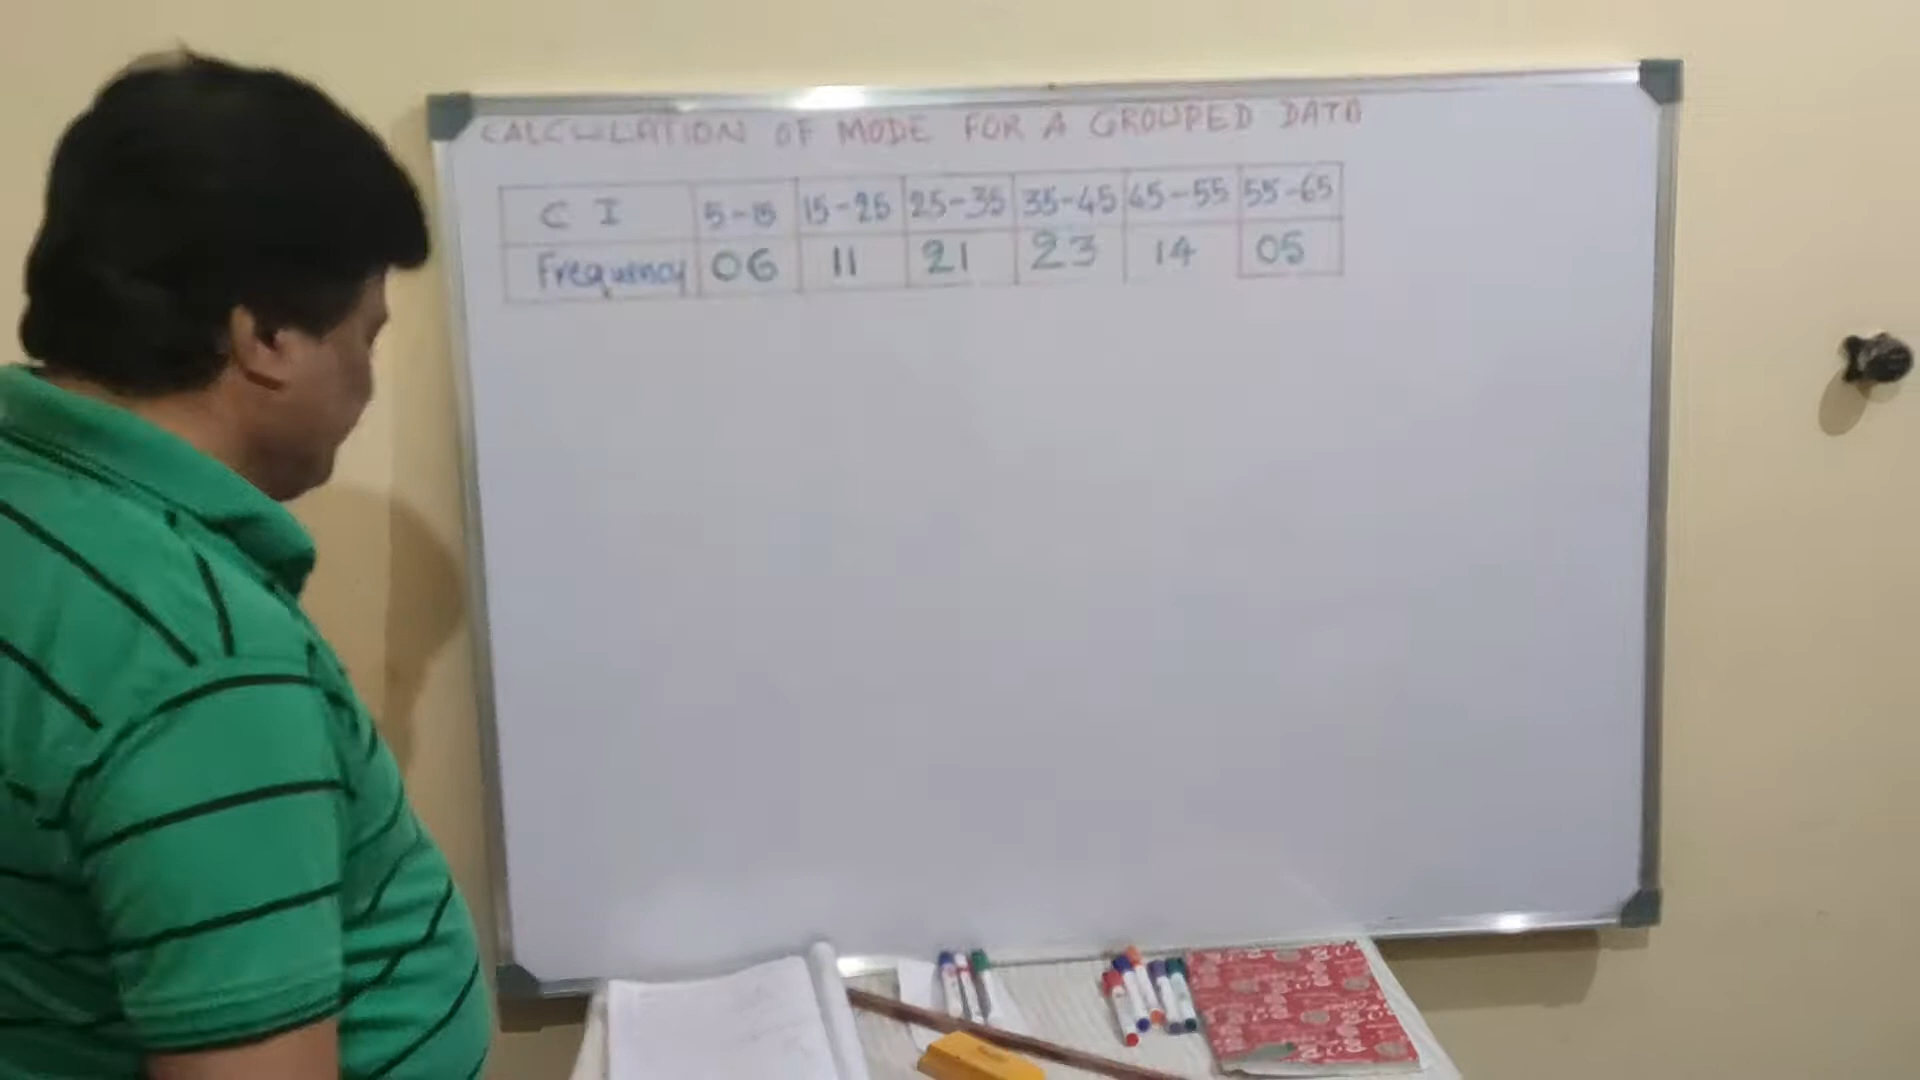 CALCULATION OF MODE FOR A GROUPED DATA
C I 5-15 15-25 25-35 35-45 45-55 55-65
Frequency 06 11 21 23 14 05